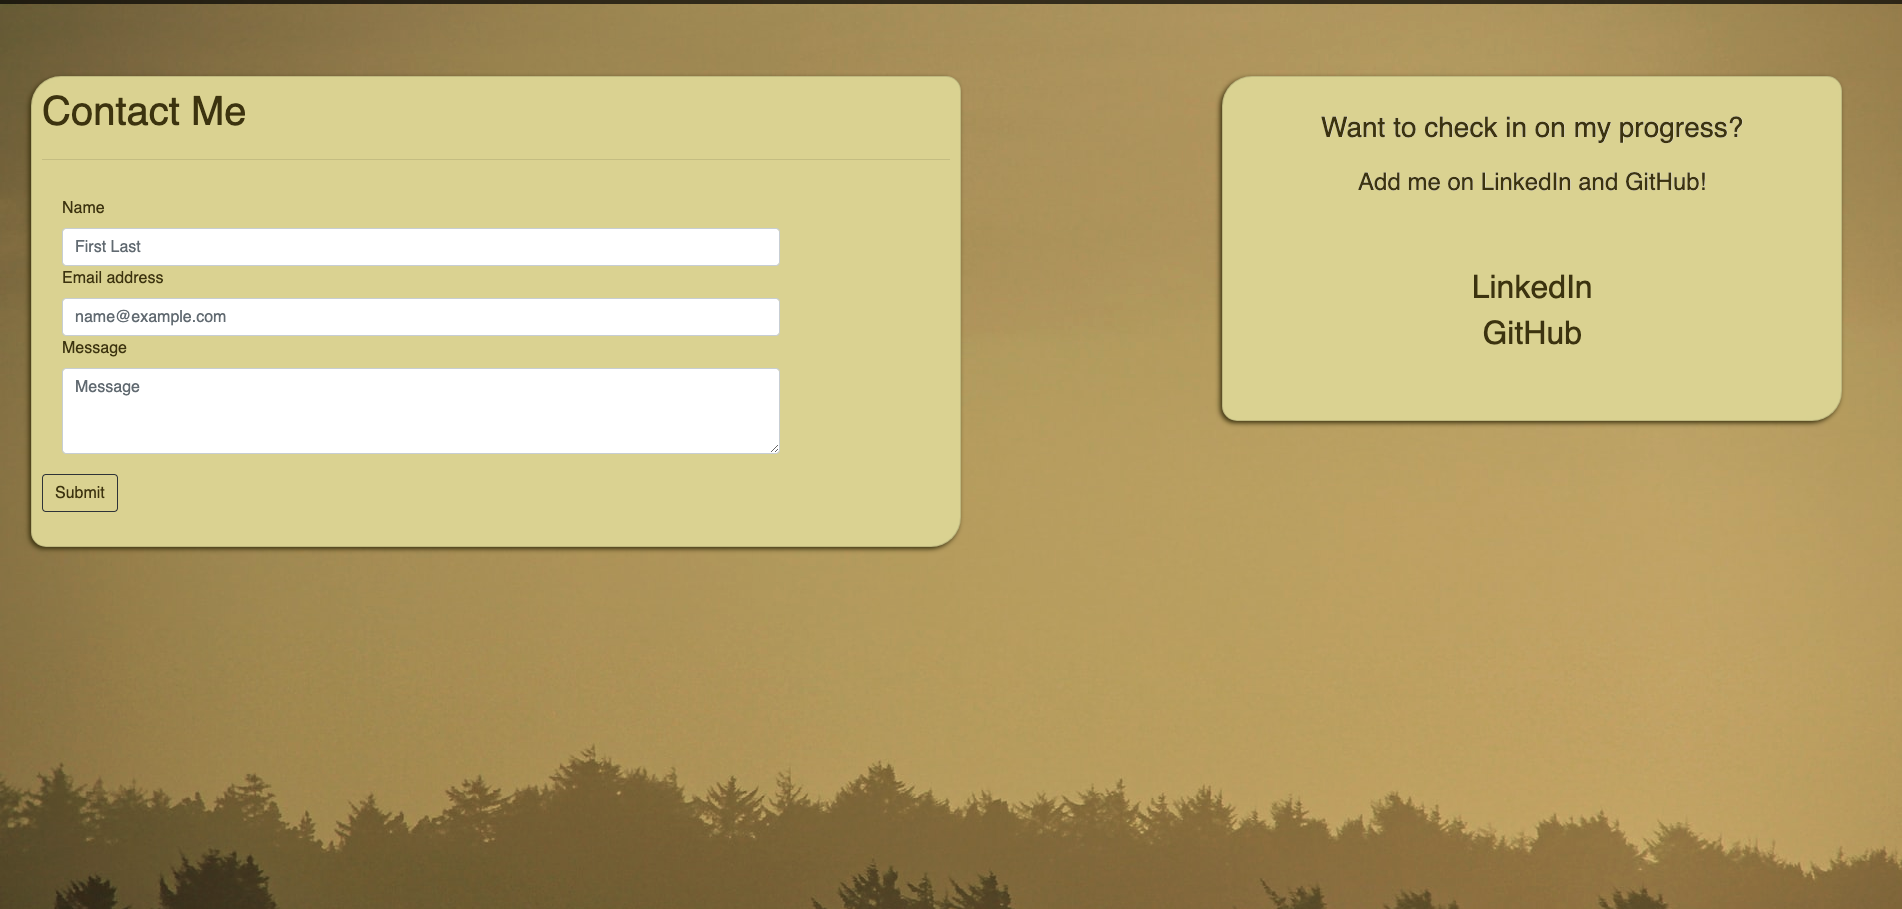 Contact Me
Name
First Last
Email address
name@example.com
Message
Message
Submit
Want to check in on my progress?
Add me on LinkedIn and GitHub!
LinkedIn
GitHub